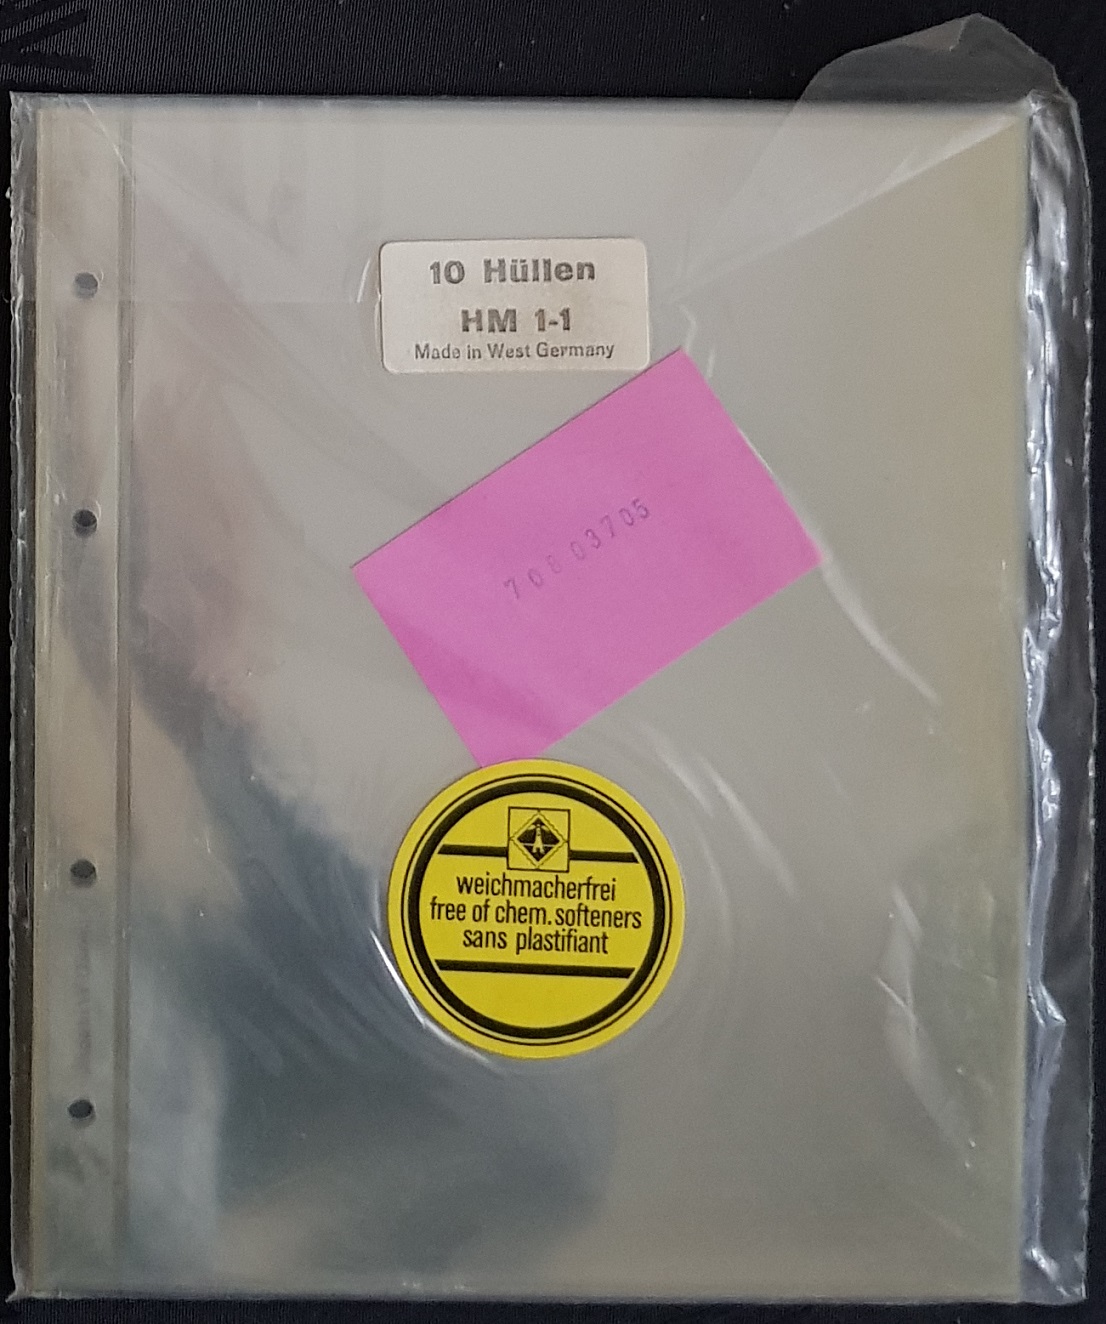 10 Hüllen
HM 1-1
Made in West Germany
70803705
weichmacherfrei
free of chem. softeners
sans plastifiant